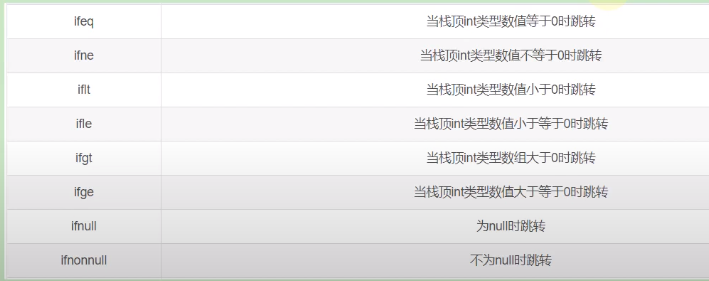 ifeq 当栈顶int类型数值等于0时跳转
ifne 当栈顶int类型数值不等于0时跳转
iflt 当栈顶int类型数值小于0时跳转
ifle 当栈顶int类型数值小于等于0时跳转
ifgt 当栈顶int类型数组大于0时跳转
ifge 当栈顶int类型数值大于等于0时跳转
ifnull 为null时跳转
ifnonnull 不为null时跳转